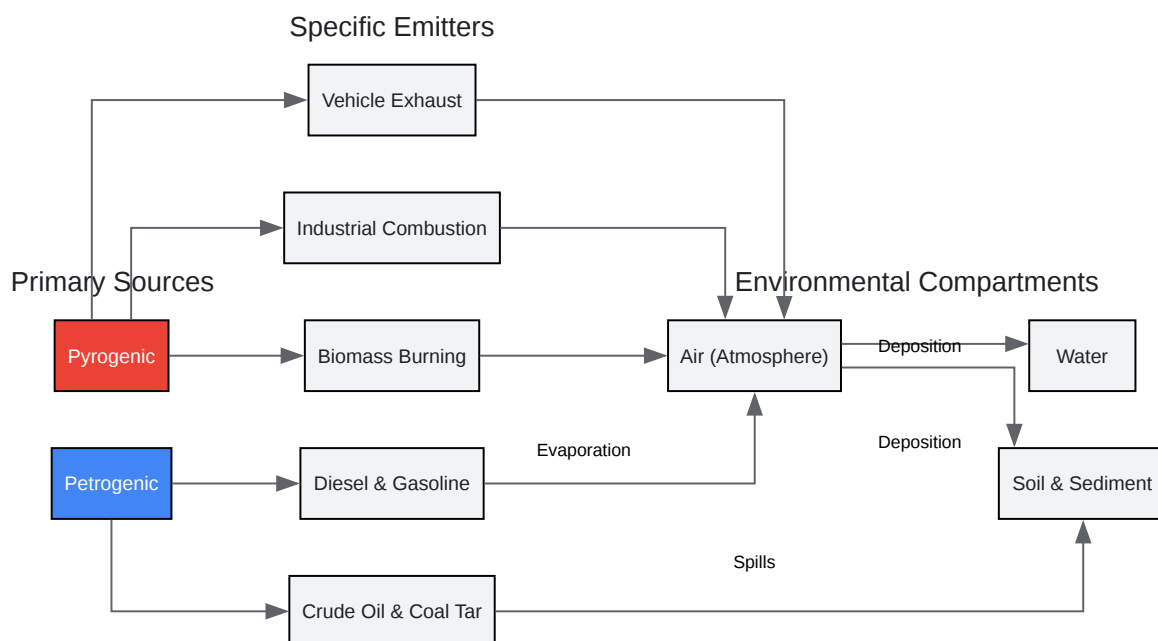 Specific Emitters
Vehicle Exhaust
Industrial Combustion
Primary Sources
Environmental Compartments
Pyrogenic
Biomass Burning
Air (Atmosphere)
Deposition
Water
Evaporation
Deposition
Petrogenic
Diesel & Gasoline
Soil & Sediment
Spills
Crude Oil & Coal Tar